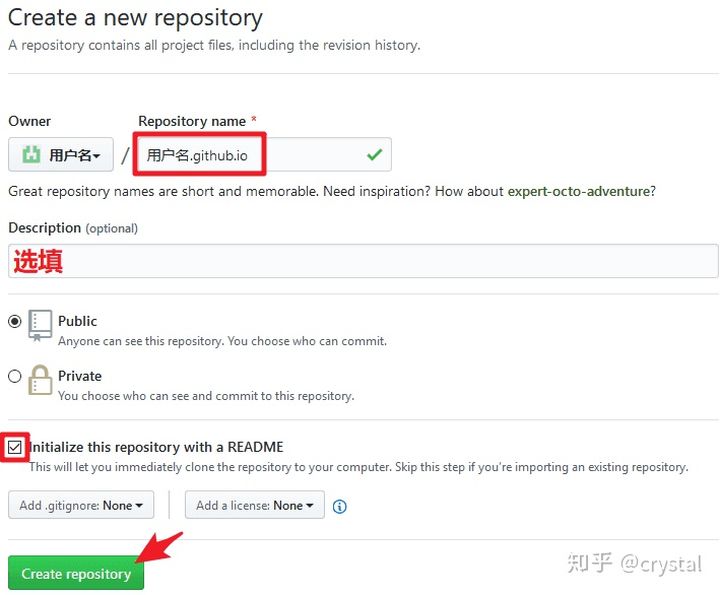 Create a new repository
A repository contains all project files, including the revision history.
Owner
Repository name *
用户名
/
用户名.github.io
Great repository names are short and memorable. Need inspiration? How about expert-octo-adventure?
Description (optional)
选填
Public
Anyone can see this repository. You choose who can commit.
Private
You choose who can see and commit to this repository.
Initialize this repository with a README
This will let you immediately clone the repository to your computer. Skip this step if you’re importing an existing repository.
Add .gitignore: None
Add a license: None
Create repository
知乎 @crystal